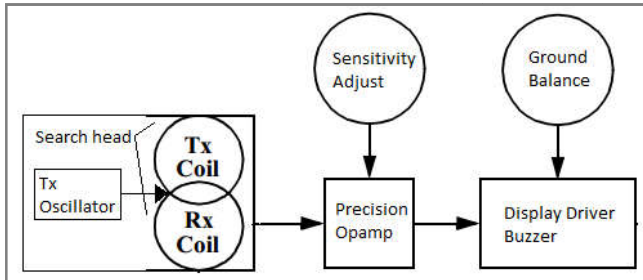 Sensitivity
Adjust
Ground
Balance
Search head
Tx
Coil
Tx
Oscillator
Rx
Coil
Precision
Opamp
Display Driver
Buzzer